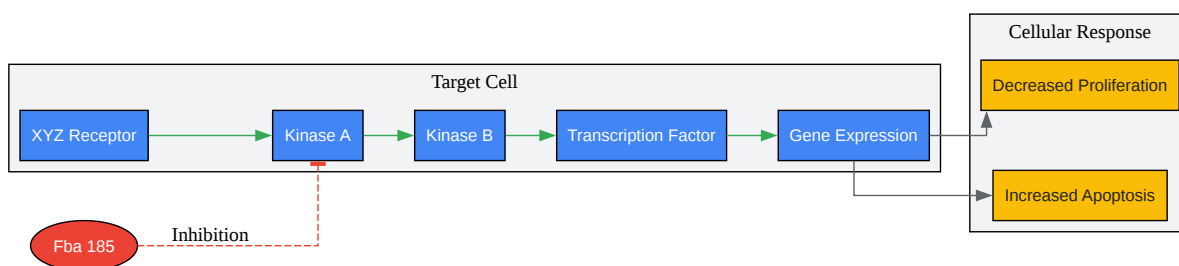 Cellular Response
Target Cell
Decreased Proliferation
XYZ Receptor
Kinase A
Kinase B
Transcription Factor
Gene Expression
Increased Apoptosis
Fba 185
Inhibition